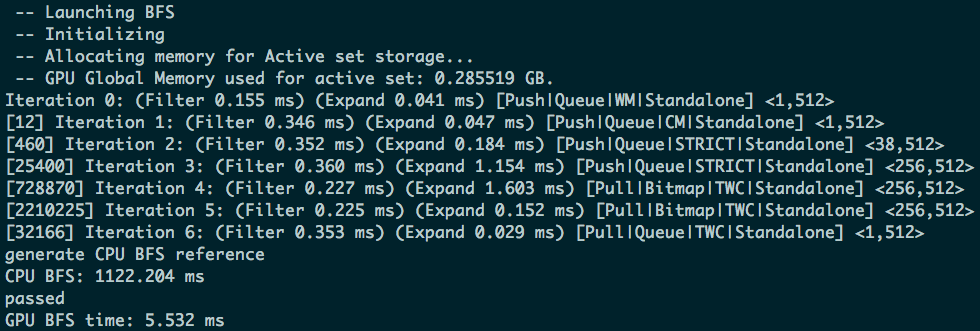 -- Launching BFS
-- Initializing
-- Allocating memory for Active set storage...
-- GPU Global Memory used for active set: 0.285519 GB.
Iteration 0: (Filter 0.155 ms) (Expand 0.041 ms) [Push|Queue|WM|Standalone] <1,512>
[12] Iteration 1: (Filter 0.346 ms) (Expand 0.047 ms) [Push|Queue|CM|Standalone] <1,512>
[460] Iteration 2: (Filter 0.352 ms) (Expand 0.184 ms) [Push|Queue|STRICT|Standalone] <38,512>
[25400] Iteration 3: (Filter 0.360 ms) (Expand 1.154 ms) [Push|Queue|STRICT|Standalone] <256,512>
[728870] Iteration 4: (Filter 0.227 ms) (Expand 1.603 ms) [Pull|Bitmap|TWC|Standalone] <256,512>
[2210225] Iteration 5: (Filter 0.225 ms) (Expand 0.152 ms) [Pull|Bitmap|TWC|Standalone] <256,512>
[32166] Iteration 6: (Filter 0.353 ms) (Expand 0.029 ms) [Pull|Queue|TWC|Standalone] <1,512>
generate CPU BFS reference
CPU BFS: 1122.204 ms
passed
GPU BFS time: 5.532 ms